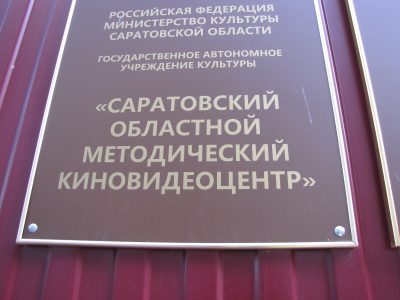 РОССИЙСКАЯ ФЕДЕРАЦИЯ
МИНИСТЕРСТВО КУЛЬТУРЫ
САРАТОВСКОЙ ОБЛАСТИ
ГОСУДАРСТВЕННОЕ АВТОНОМНОЕ
УЧРЕЖДЕНИЕ КУЛЬТУРЫ
«САРАТОВСКИЙ
ОБЛАСТНОЙ
МЕТОДИЧЕСКИЙ
КИНОВИДЕОЦЕНТР»